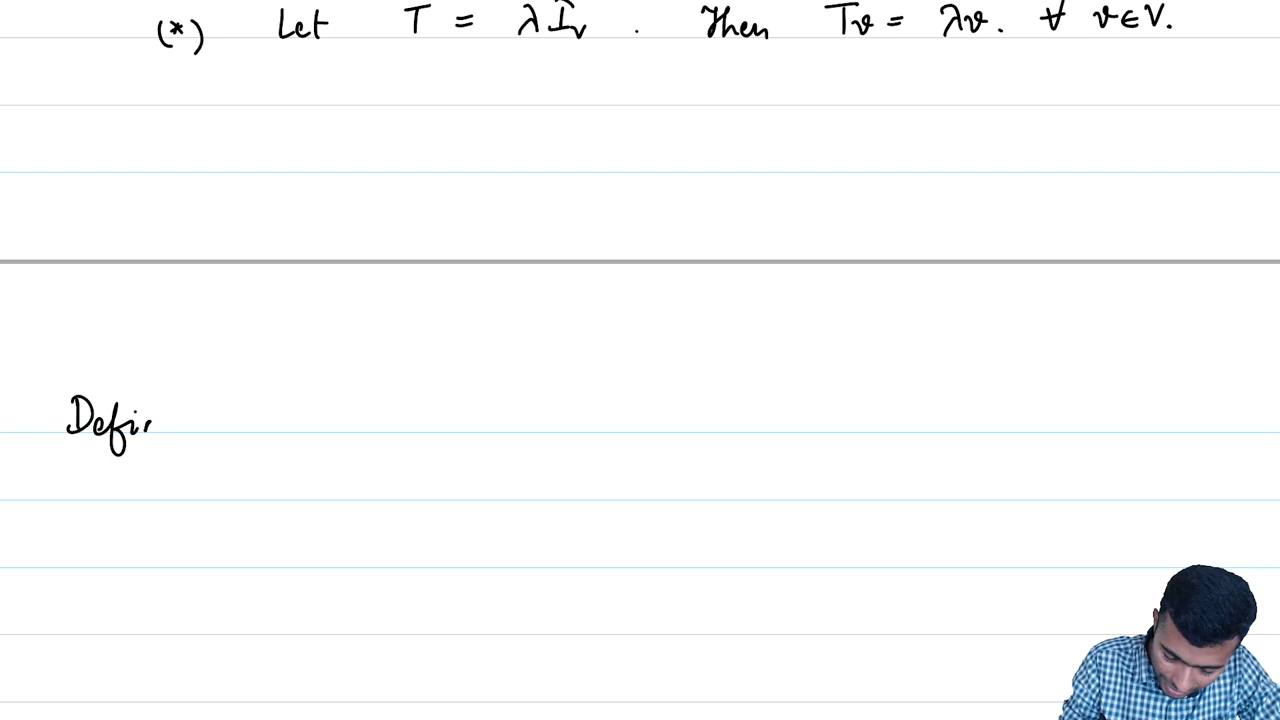 (*) Let T = λI_v . Then Tv = λv. ∀ v∈V.
Defi